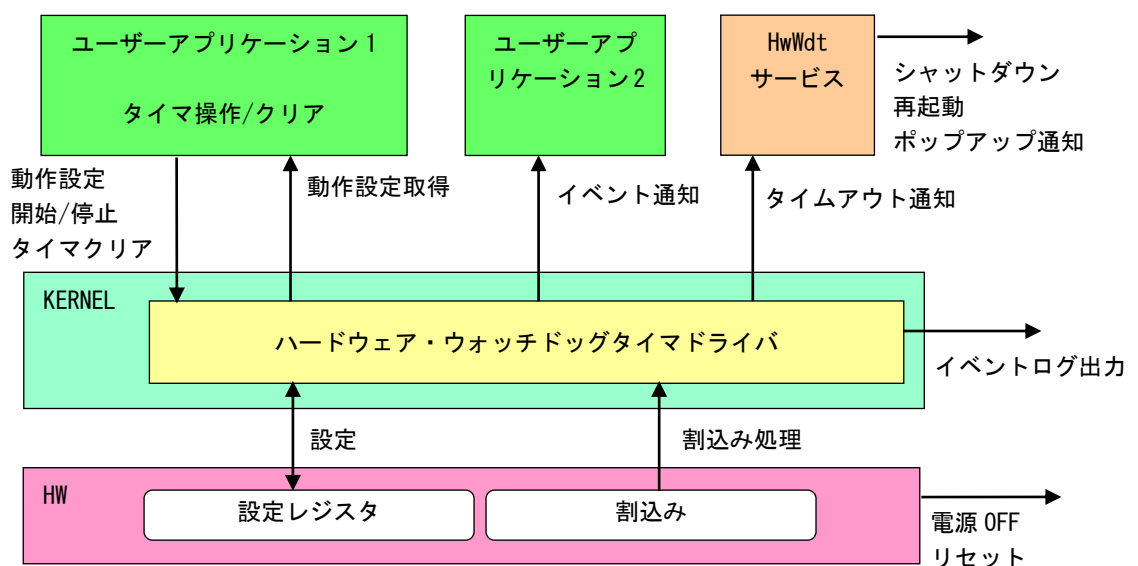 ユーザーアプリケーション1
タイマ操作/クリア
ユーザーアプ
リケーション2
HwWdt
サービス
シャットダウン
再起動
ポップアップ通知
動作設定
開始/停止
タイマクリア
動作設定取得
イベント通知
タイムアウト通知
KERNEL
ハードウェア・ウォッチドッグタイマドライバ
イベントログ出力
設定
割込み処理
HW
設定レジスタ
割込み
電源 OFF
リセット